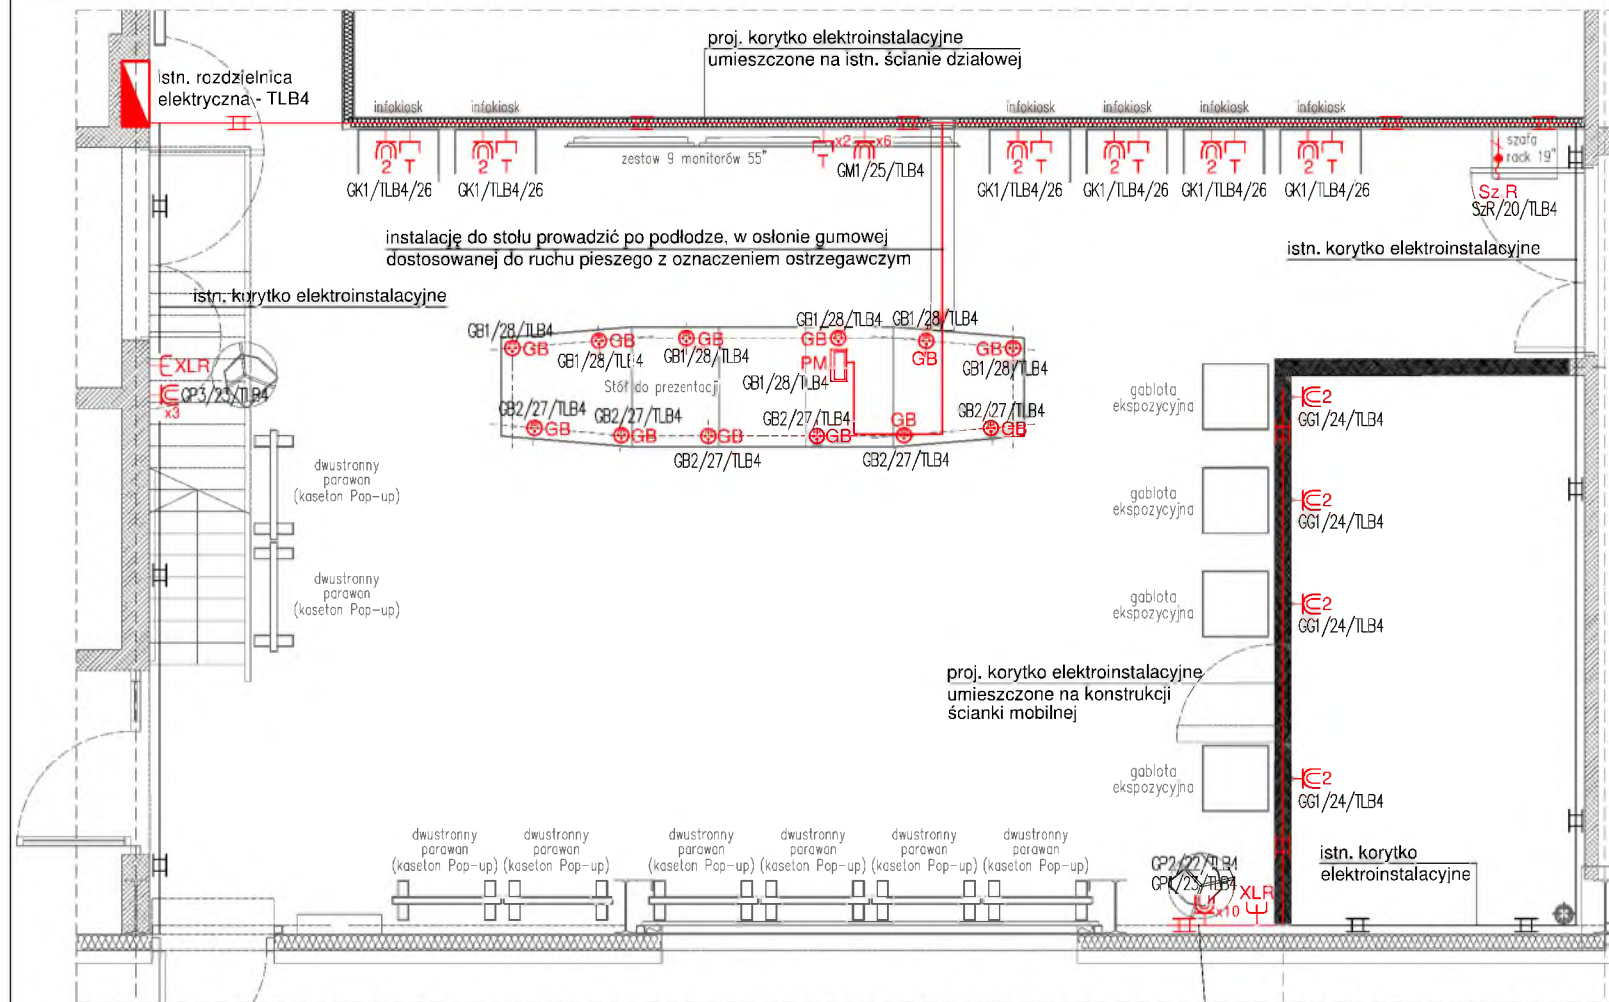 proj. korytko elektroinstalacyjne
umieszczone na istn. ścianie działowej
istn. rozdzielnica
elektryczna - TLB4
infokiosk
infokiosk
infokiosk
infokiosk
infokiosk
infokiosk
2 T
2 T
zestaw 9 monitorów 55"
x2
T
x6
2 T
2 T
2 T
2 T
szafa
rack 19"
GK1/TLB4/26
GK1/TLB4/26
GM1/25/TLB4
GK1/TLB4/26
GK1/TLB4/26
GK1/TLB4/26
GK1/TLB4/26
Sz R
SzR/20/TLB4
instalację do stołu prowadzić po podłodze, w osłonie gumowej
dostosowanej do ruchu pieszego z oznaczeniem ostrzegawczym
istn. korytko elektroinstalacyjne
istn. korytko elektroinstalacyjne
GB1/28/TLB4
GB1/28/TLB4
GB1/28/TLB4
GB
GB
GB
GB
GB
GB
GB1/28/TLB4
GB1/28/TLB4
GB1/28/TLB4
PM
GB1/28/TLB4
Stół do prezentacji
XLR
GP3/23/TLB4
x3
GB2/27/TLB4
GB2/27/TLB4
GB2/27/TLB4
GB2/27/TLB4
GB
GB
GB
GB
GB
GB
GB2/27/TLB4
GB2/27/TLB4
gablota
ekspozycyjna
2
GG1/24/TLB4
dwustronny
parawan
(kaseton Pop-up)
gablota
ekspozycyjna
2
GG1/24/TLB4
dwustronny
parawan
(kaseton Pop-up)
gablota
ekspozycyjna
2
GG1/24/TLB4
proj. korytko elektroinstalacyjne
umieszczone na konstrukcji
ścianki mobilnej
gablota
ekspozycyjna
2
GG1/24/TLB4
dwustronny
parawan
(kaseton Pop-up)
dwustronny
parawan
(kaseton Pop-up)
dwustronny
parawan
(kaseton Pop-up)
dwustronny
parawan
(kaseton Pop-up)
dwustronny
parawan
(kaseton Pop-up)
dwustronny
parawan
(kaseton Pop-up)
GP2/22/TLB4
GP1/23/TLB4
XLR
x10
istn. korytko
elektroinstalacyjne